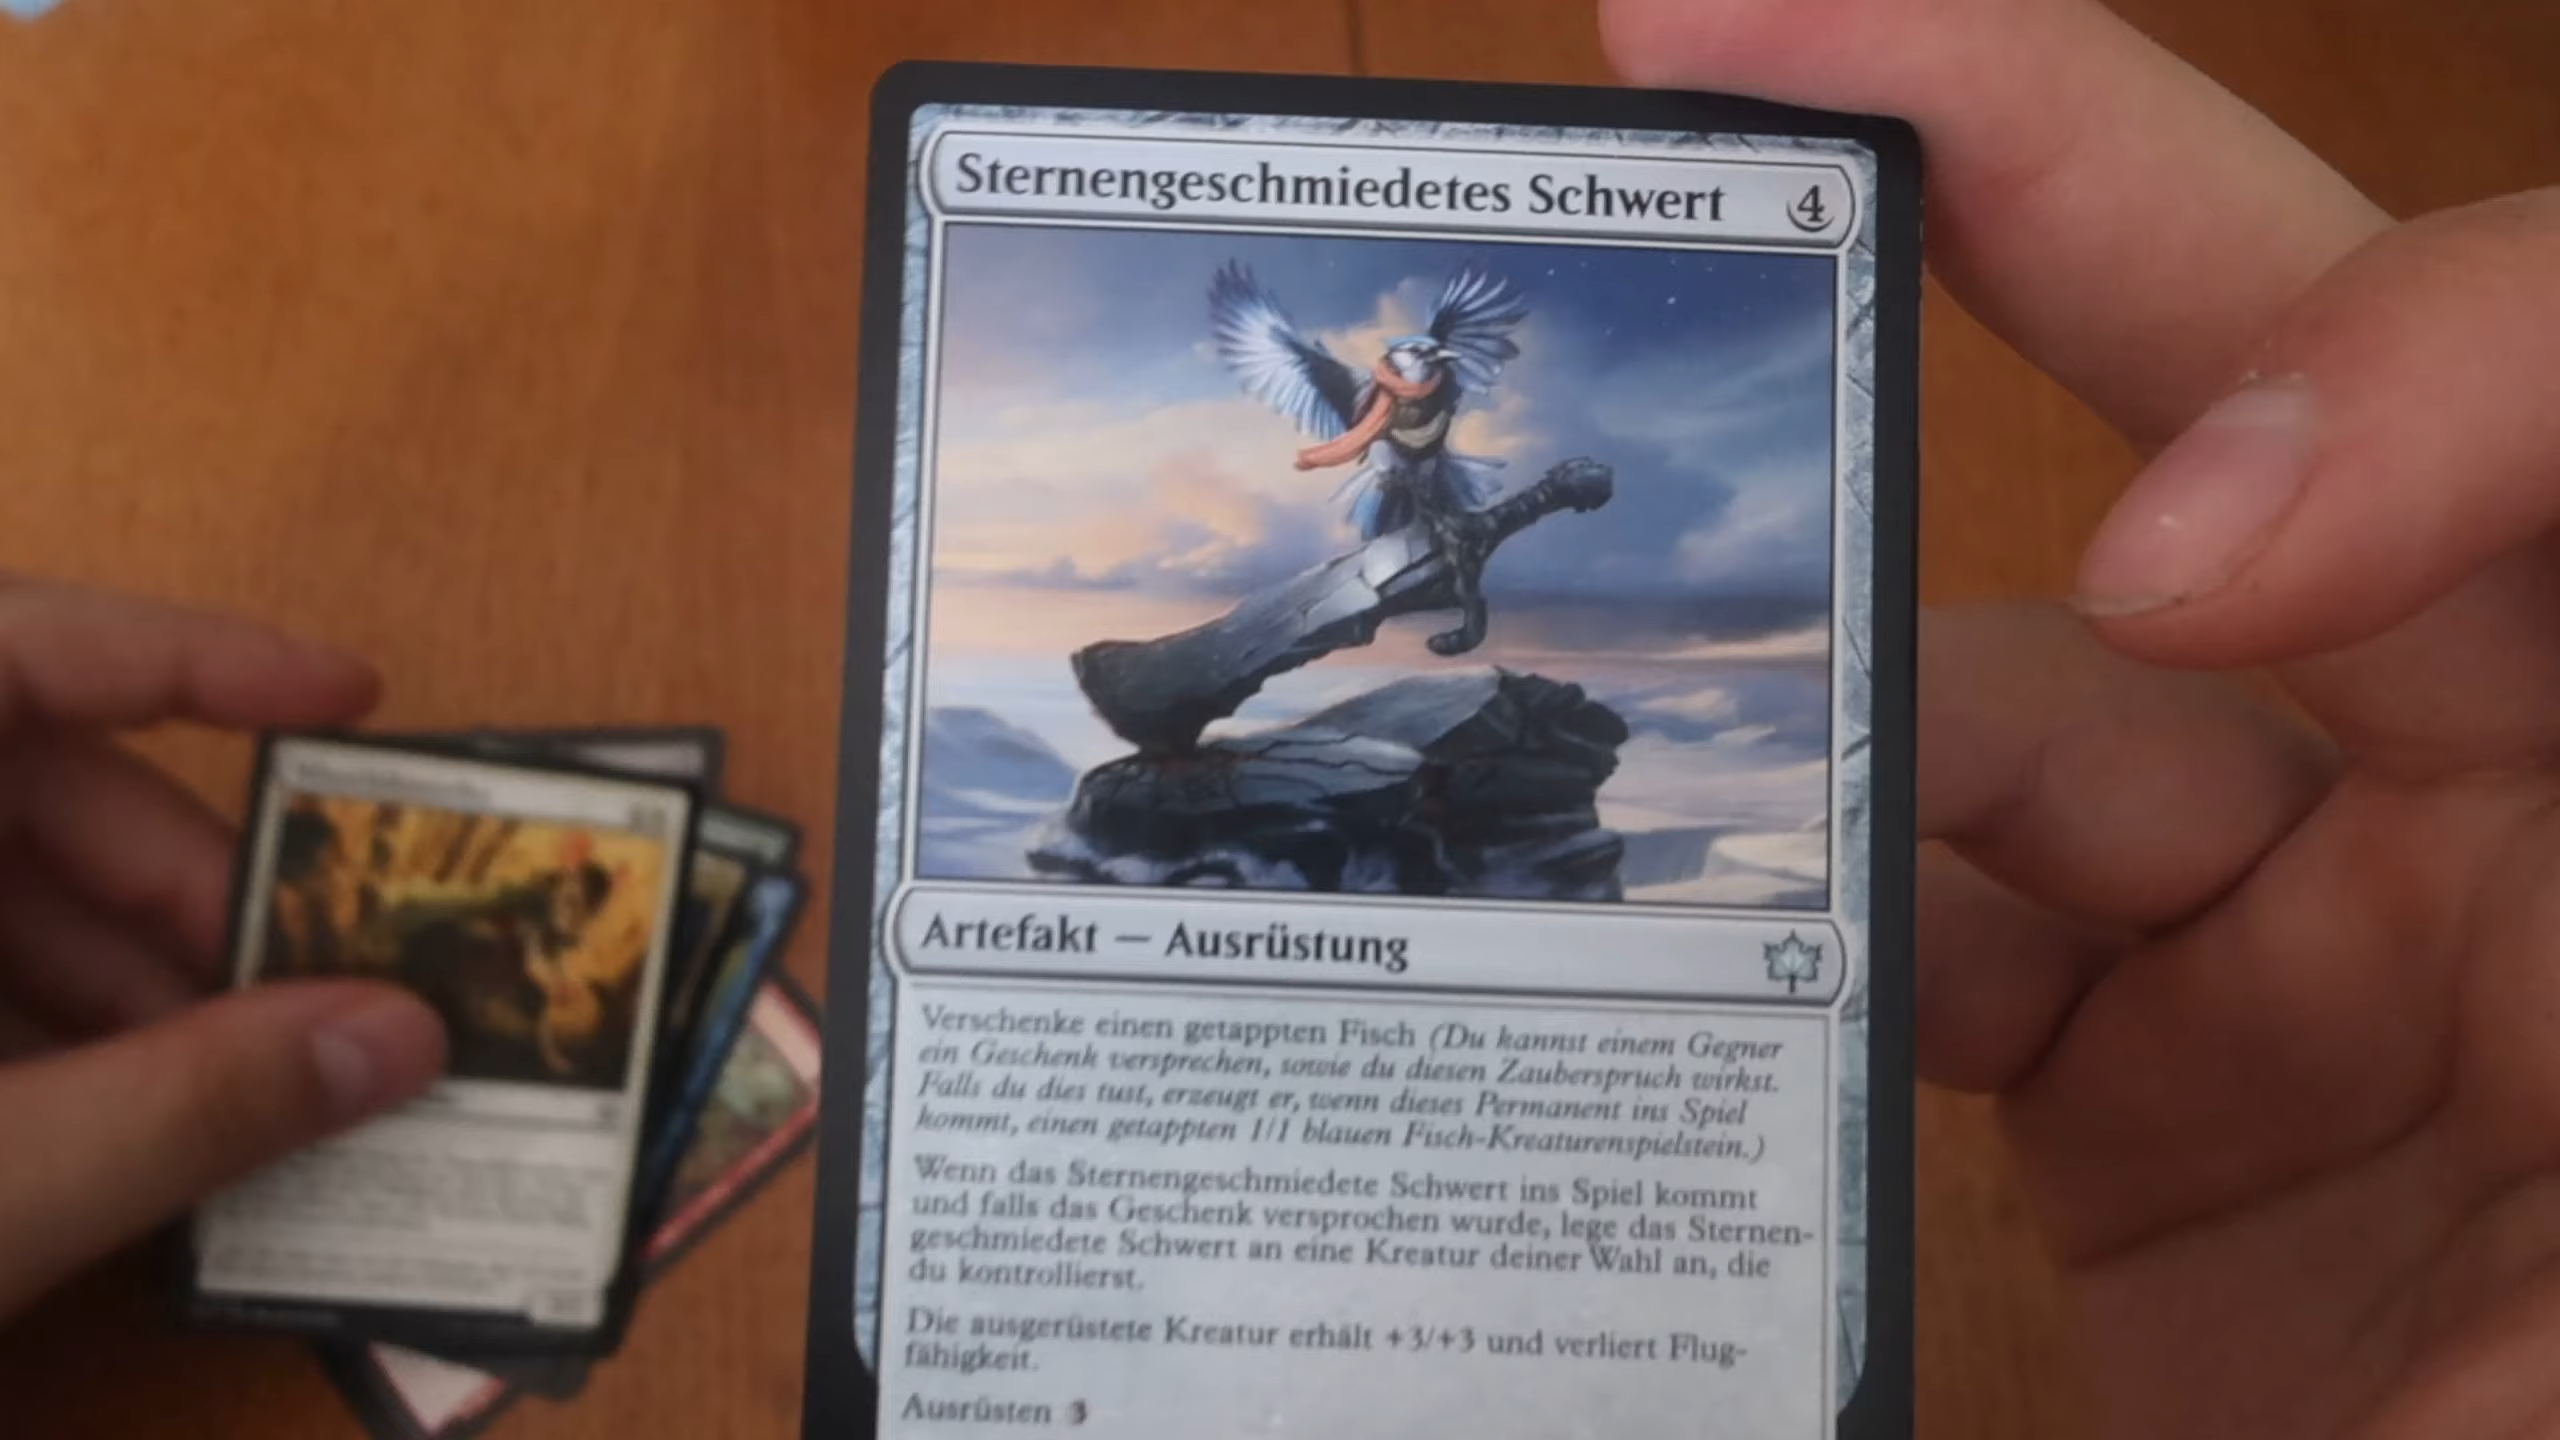 Sternengeschmiedetes Schwert 4
Artefakt — Ausrüstung
Verschenke einen getappten Fisch (Du kannst einem Gegner
ein Geschenk versprechen, sowie du diesen Zauberspruch wirkst.
Falls du dies tust, erzeugt er, wenn dieses Permanent ins Spiel
kommt, einen getappten 1/1 blauen Fisch-Kreaturenspielstein.)
Wenn das Sternengeschmiedete Schwert ins Spiel kommt
und falls das Geschenk versprochen wurde, lege das Sternen-
geschmiedete Schwert an eine Kreatur deiner Wahl an, die
du kontrollierst.
Die ausgerüstete Kreatur erhält +3/+3 und verliert Flug-
fähigkeit.
Ausrüsten 3